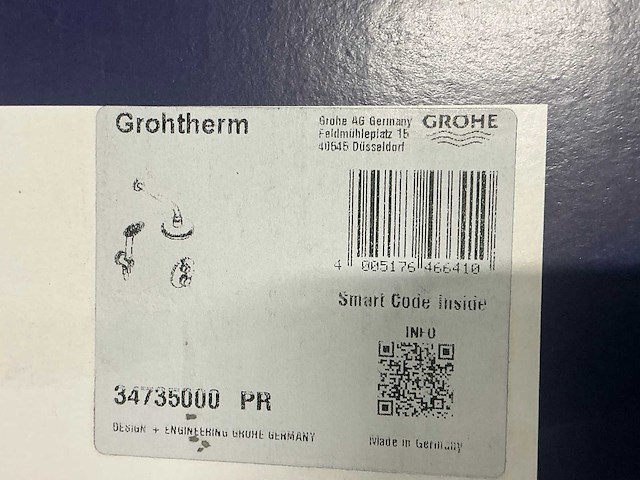 Grohtherm
Grohe AG Germany
Feldmühleplatz 15
40545 Düsseldorf
GROHE
4 005176 466410
Smart Code Inside
INFO
34735000 PR
DESIGN + ENGINEERING GROHE GERMANY
Made in Germany